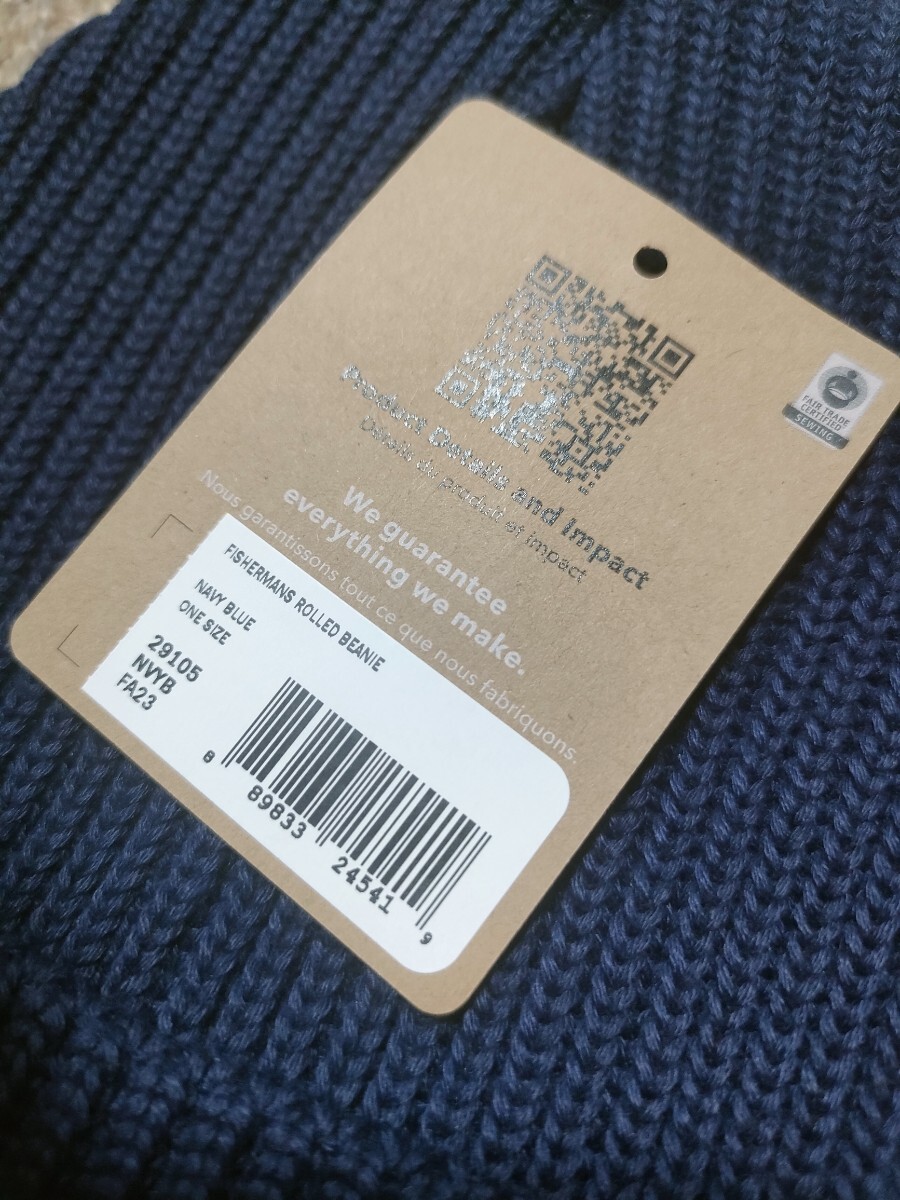 FAIR TRADE
CERTIFIED
SEWING
Product Details and Impact
Détails du produit et impact
We guarantee
everything we make.
Nous garantissons tout ce que nous fabriquons.
FISHERMANS ROLLED BEANIE
NAVY BLUE
ONE SIZE
29105
NVYB
FA23
8 89833 24541 9